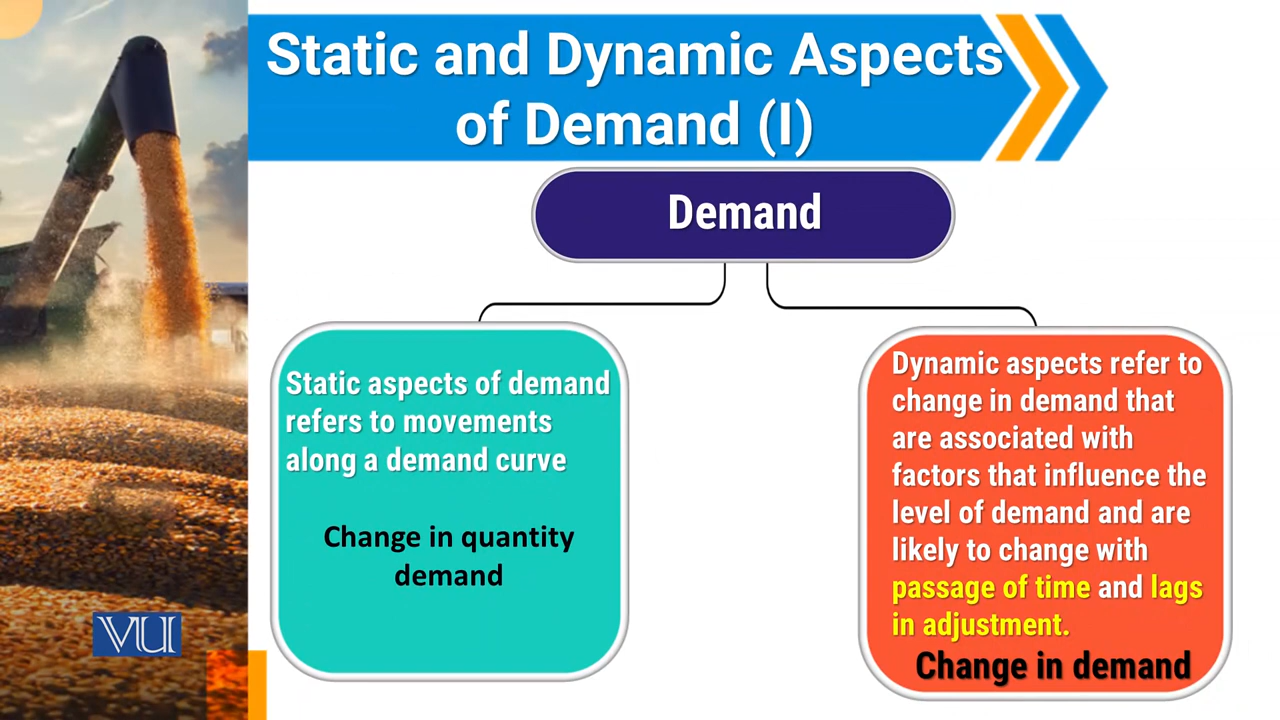 Static and Dynamic Aspects
of Demand (I)
Demand
Static aspects of demand
refers to movements
along a demand curve
Change in quantity
demand
Dynamic aspects refer to
change in demand that
are associated with
factors that influence the
level of demand and are
likely to change with
passage of time and lags
in adjustment.
Change in demand
VU